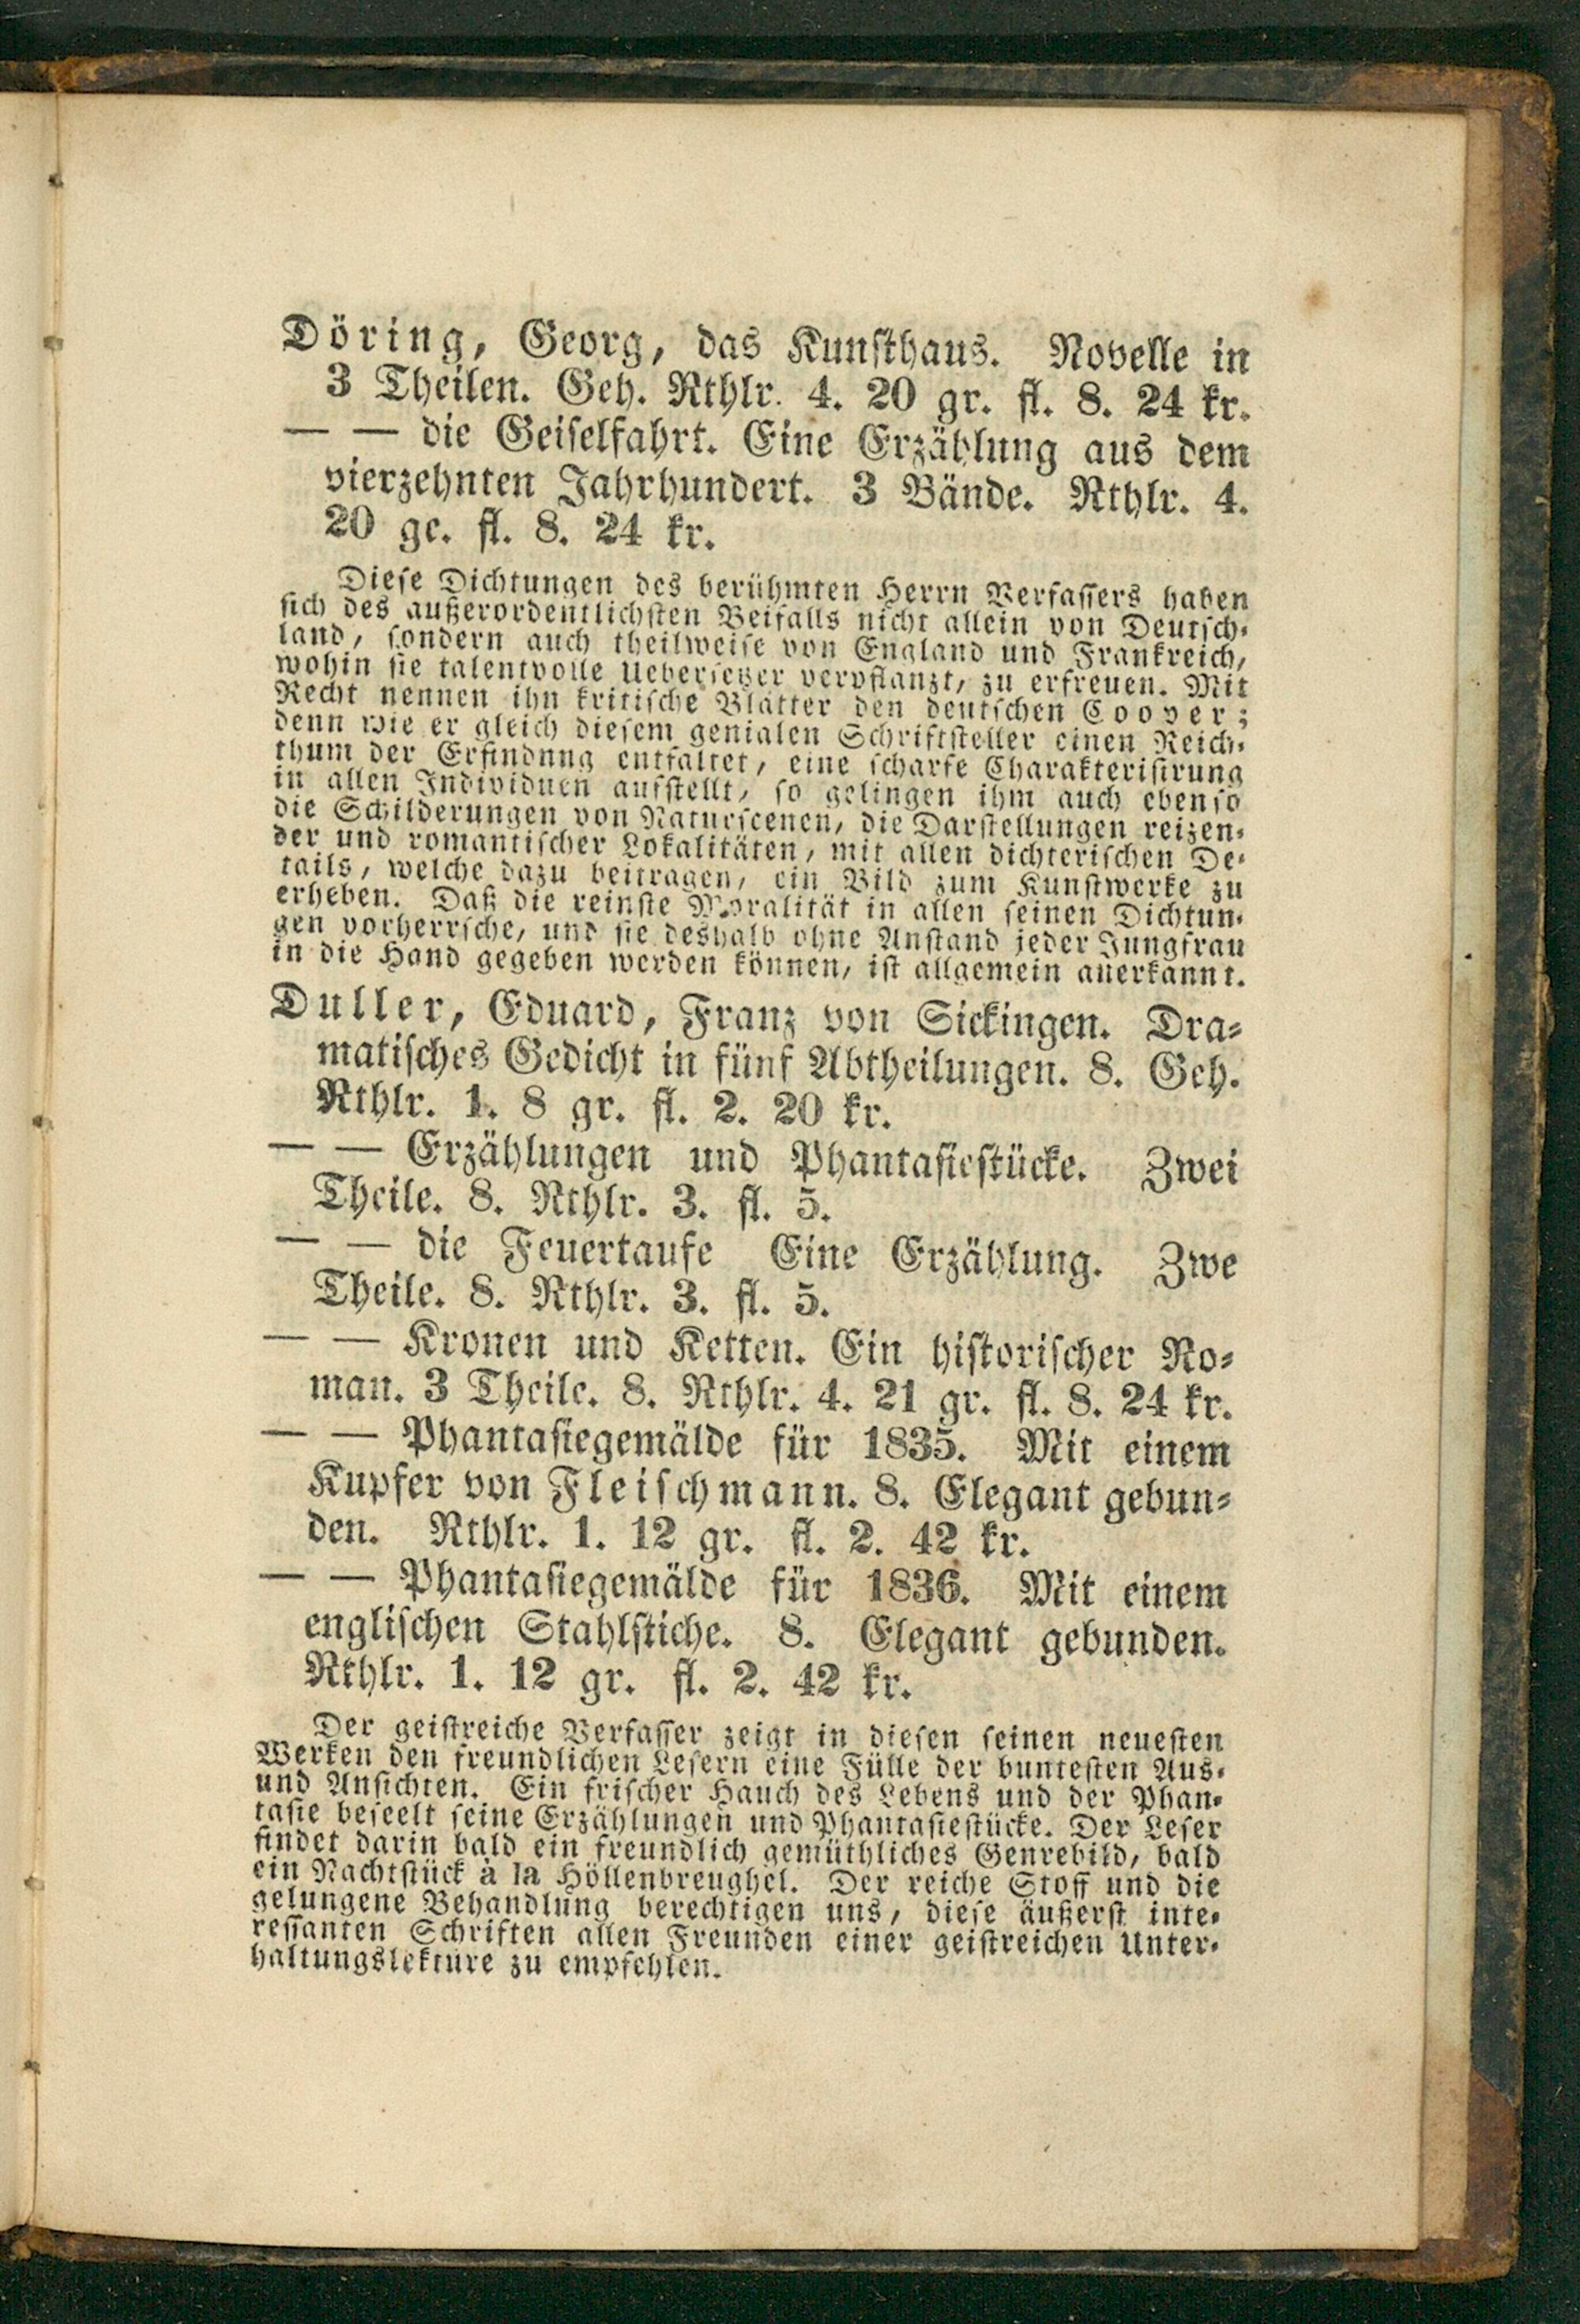 Döring, Georg, das Kunsthaus. Novelle in
3 Theilen. Geh. Rthlr. 4. 20 gr. fl. 8. 24 kr.
— — die Geiselfahrt. Eine Erzählung aus dem
vierzehnten Jahrhundert. 3 Bände. Rthlr. 4.
20 ge. fl. 8. 24 kr.
Diese Dichtungen des berühmten Herrn Verfassers haben
sich des außerordentlichsten Beifalls nicht allein von Deutsch-
land, sondern auch theilweise von England und Frankreich,
wohin sie talentvolle Uebersetzer verpflanzt, zu erfreuen. Mit
Recht nennen ihn kritische Blätter den deutschen Cooper;
denn wie er gleich diesem genialen Schriftsteller einen Reich-
thum der Erfindnng entfaltet, eine scharfe Charakterisirung
in allen Individuen aufstellt, so gelingen ihm auch ebenso
die Schilderungen von Naturscenen, die Darstellungen reizen-
der und romantischer Lokalitäten, mit allen dichterischen De-
tails, welche dazu beitragen, ein Bild zum Kunstwerke zu
erheben. Daß die reinste Moralität in allen seinen Dichtun-
gen vorherrsche, und sie deshalb ohne Anstand jeder Jungfrau
in die Hand gegeben werden können, ist allgemein anerkannt.
Duller, Eduard, Franz von Sickingen. Dra-
matisches Gedicht in fünf Abtheilungen. 8. Geh.
Rthlr. 1. 8 gr. fl. 2. 20 kr.
— — Erzählungen und Phantasiestücke. Zwei
Theile. 8. Rthlr. 3. fl. 5.
— — die Feuertaufe Eine Erzählung. Zwe
Theile. 8. Rthlr. 3. fl. 5.
— — Kronen und Ketten. Ein historischer Ro-
man. 3 Theile. 8. Rthlr. 4. 21 gr. fl. 8. 24 kr.
— — Phantasiegemälde für 1835. Mit einem
Kupfer von Fleischmann. 8. Elegant gebun-
den. Rthlr. 1. 12 gr. fl. 2. 42 kr.
— — Phantasiegemälde für 1836. Mit einem
englischen Stahlstiche. 8. Elegant gebunden.
Rthlr. 1. 12 gr. fl. 2. 42 kr.
Der geistreiche Verfasser zeigt in diesen seinen neuesten
Werken den freundlichen Lesern eine Fülle der buntesten Aus-
und Ansichten. Ein frischer Hauch des Lebens und der Phan-
tasie beseelt seine Erzählungen und Phantasiestücke. Der Leser
findet darin bald ein freundlich gemüthliches Genrebild, bald
ein Nachtstück à la Höllenbreughel. Der reiche Stoff und die
gelungene Behandlung berechtigen uns, diese äußerst inte-
ressanten Schriften allen Freunden einer geistreichen Unter-
haltungslekture zu empfehlen.